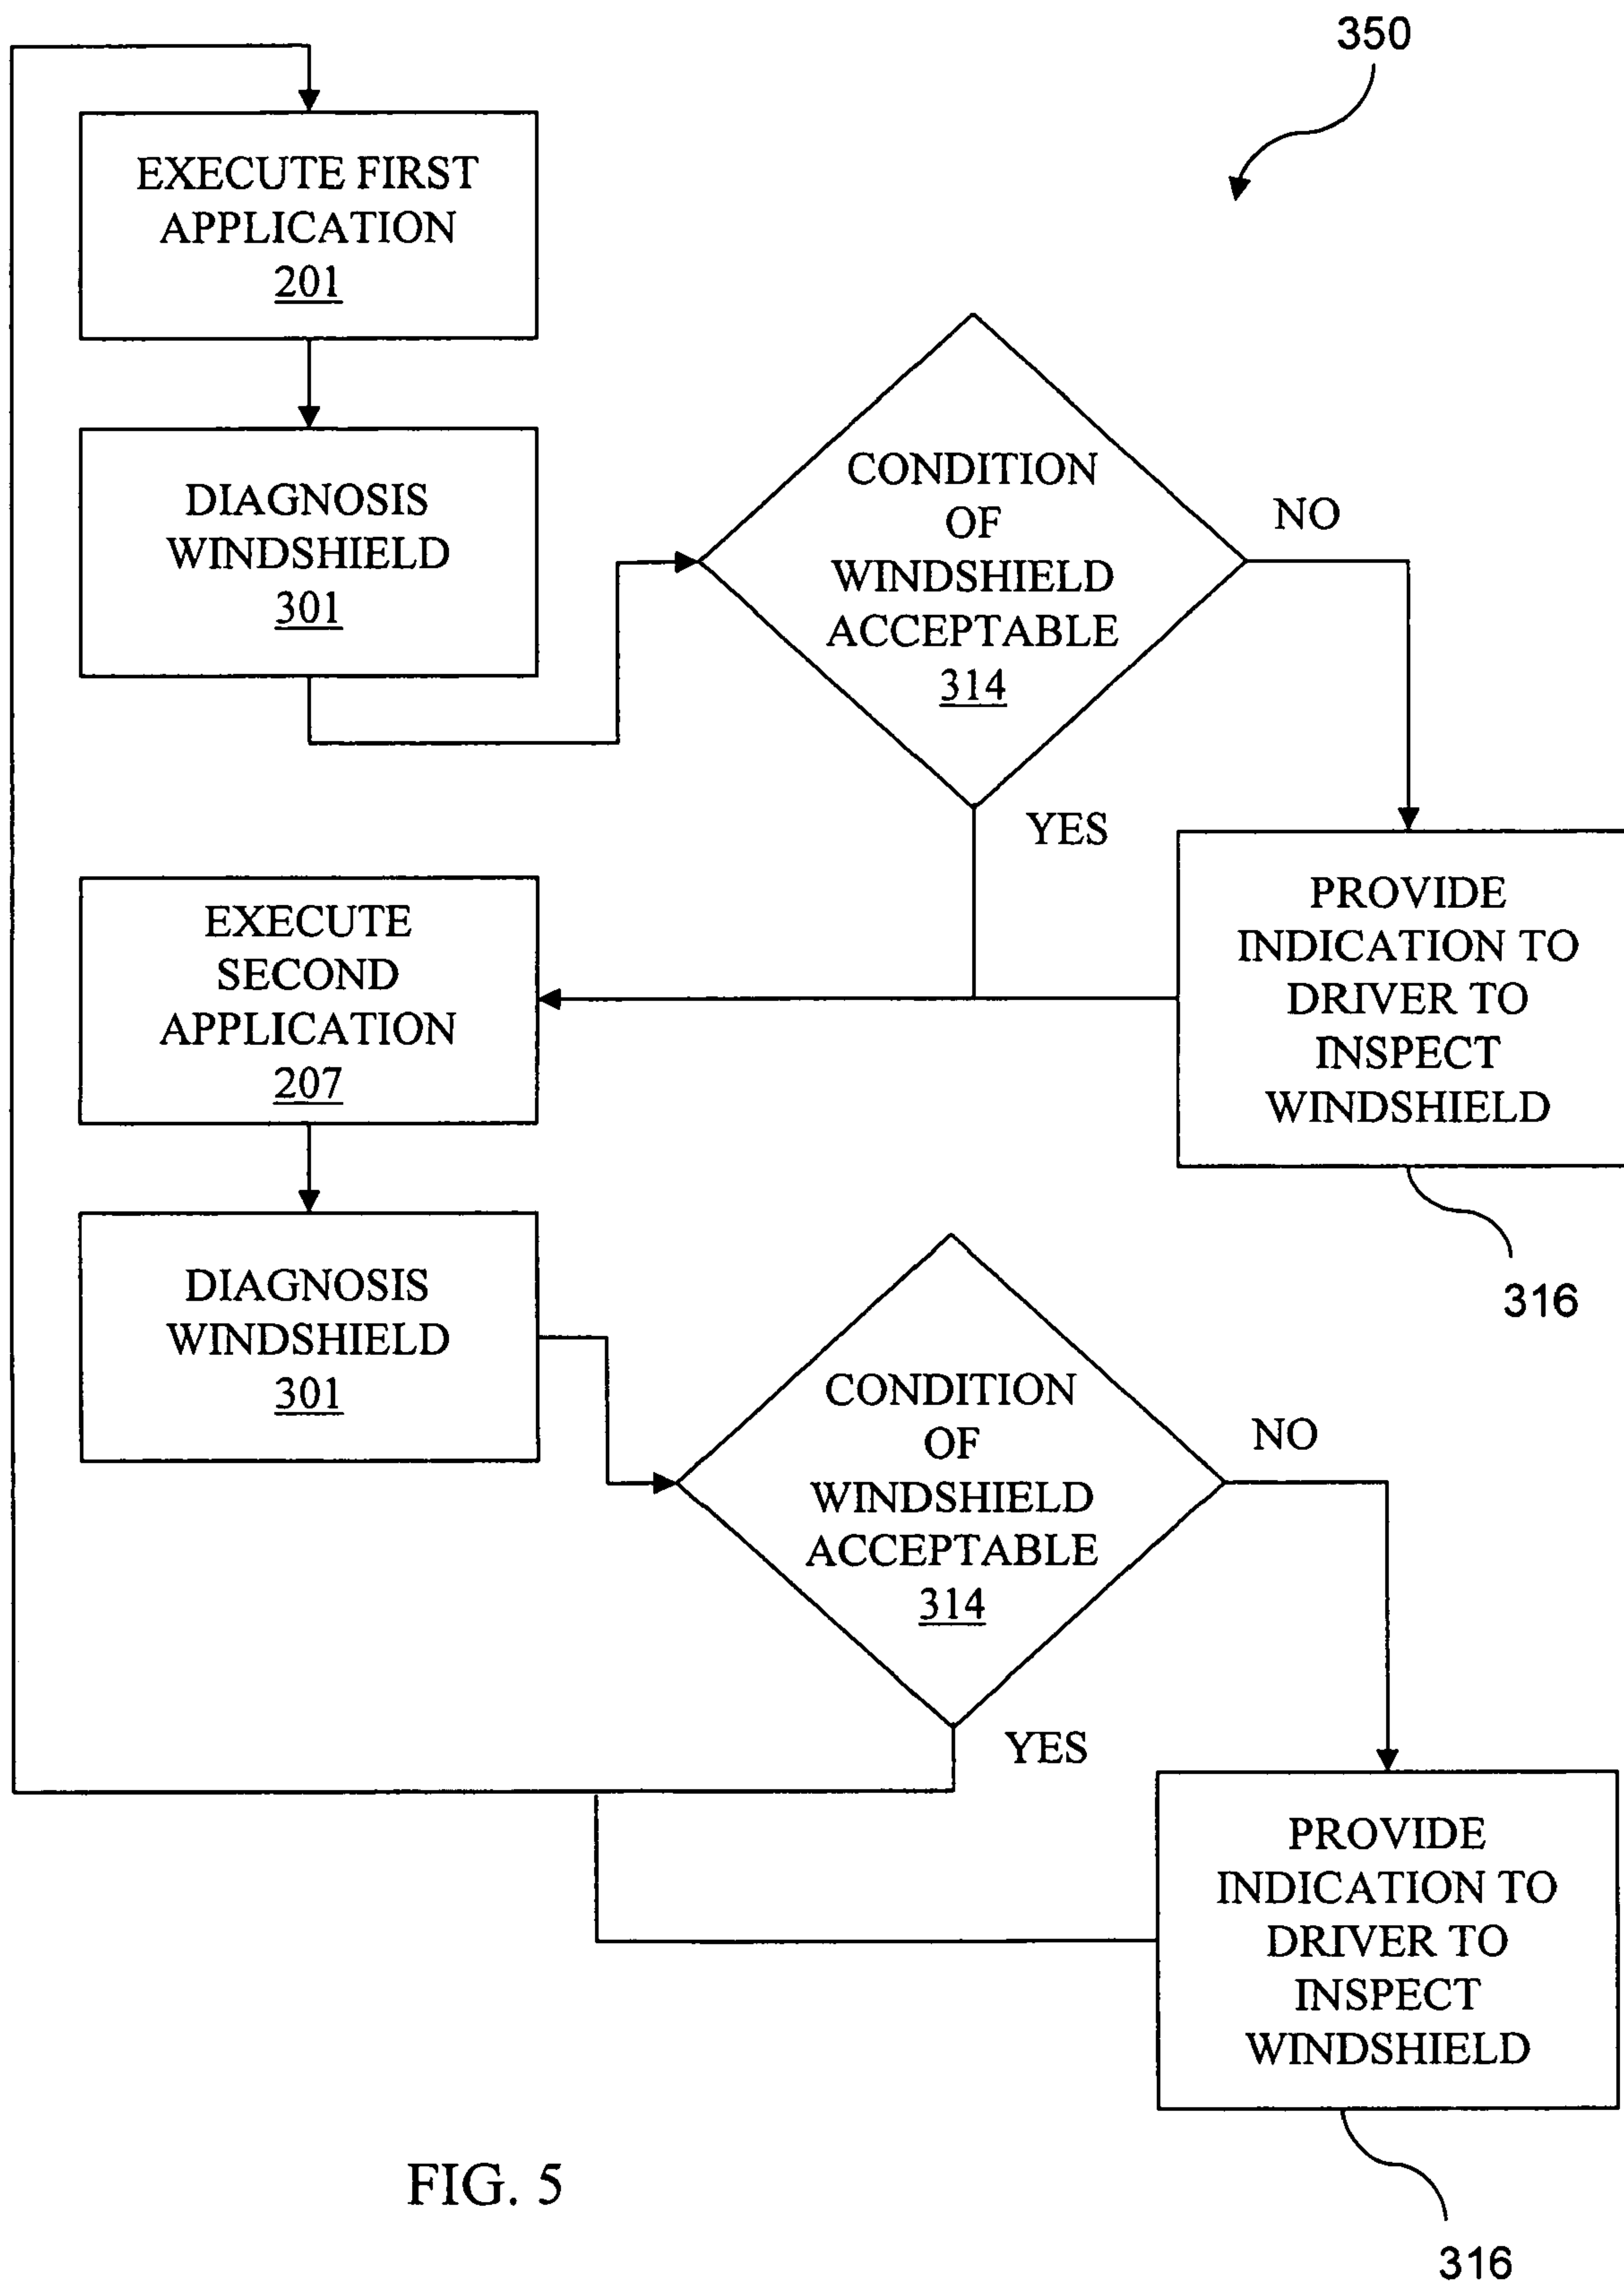 350
EXECUTE FIRST
APPLICATION
201
DIAGNOSIS
WINDSHIELD
301
CONDITION
OF
WINDSHIELD
ACCEPTABLE
314
NO
YES
PROVIDE
INDICATION TO
DRIVER TO
INSPECT
WINDSHIELD
316
EXECUTE
SECOND
APPLICATION
207
DIAGNOSIS
WINDSHIELD
301
CONDITION
OF
WINDSHIELD
ACCEPTABLE
314
NO
YES
PROVIDE
INDICATION TO
DRIVER TO
INSPECT
WINDSHIELD
316
FIG. 5